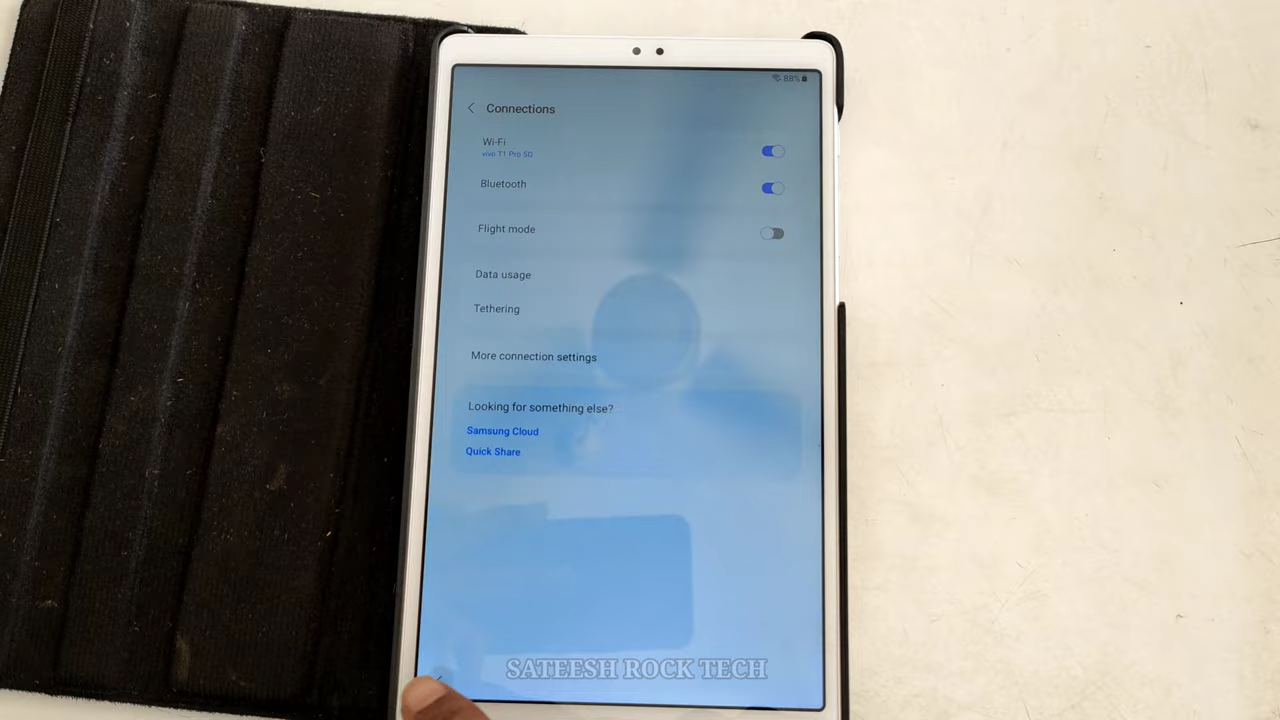 88%
Connections
Wi-Fi
vivo T1 Pro 5G
Bluetooth
Flight mode
Data usage
Tethering
More connection settings
Looking for something else?
Samsung Cloud
Quick Share
SATEESH ROCK TECH